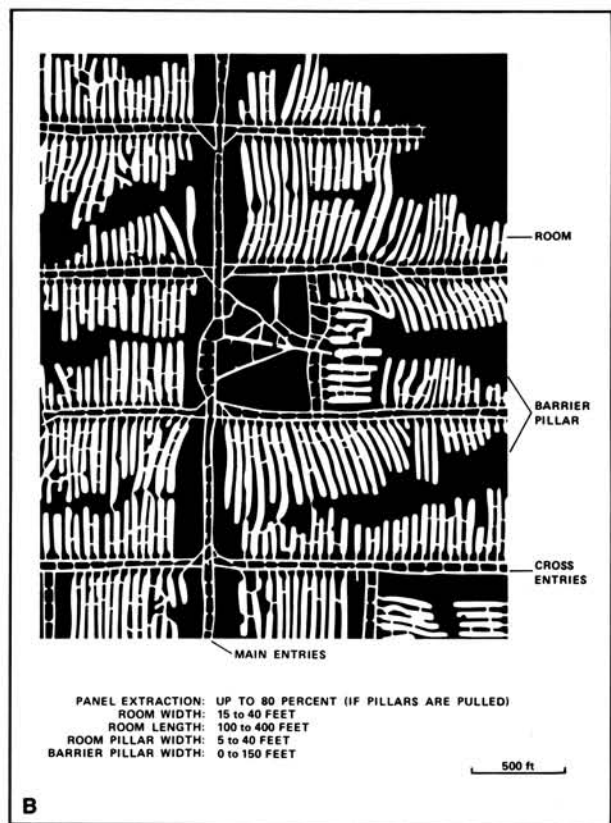 ROOM
BARRIER
PILLAR
CROSS
ENTRIES
MAIN ENTRIES
PANEL EXTRACTION: UP TO 80 PERCENT (IF PILLARS ARE PULLED)
ROOM WIDTH: 15 to 40 FEET
ROOM LENGTH: 100 to 400 FEET
ROOM PILLAR WIDTH: 5 to 40 FEET
BARRIER PILLAR WIDTH: 0 to 150 FEET
500 ft
B